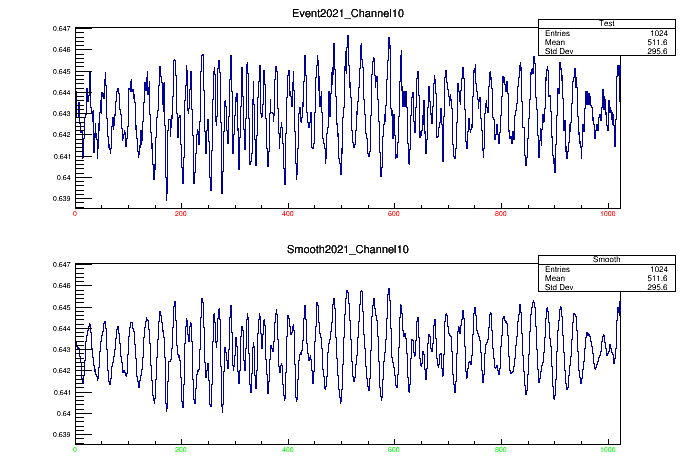 Event2021_Channel10
Test
Entries 1024
Mean 511.6
Std Dev 295.6
0.647
0.646
0.645
0.644
0.643
0.642
0.641
0.64
0.639
0 200 400 600 800 1000
Smooth2021_Channel10
Smooth
Entries 1024
Mean 511.6
Std Dev 295.6
0.647
0.646
0.645
0.644
0.643
0.642
0.641
0.64
0.639
0 200 400 600 800 1000